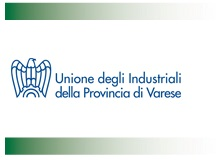 Unione degli Industriali
della Provincia di Varese